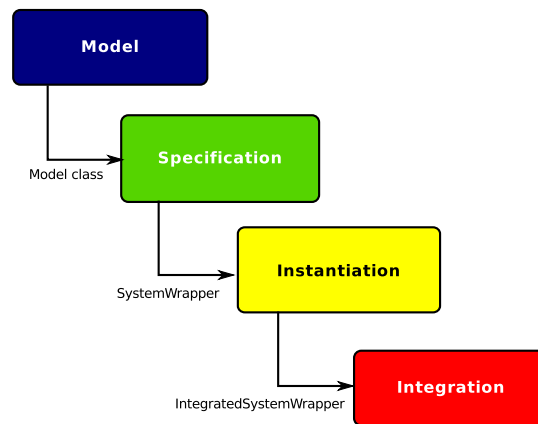 Model
Model class
Specification
SystemWrapper
Instantiation
IntegratedSystemWrapper
Integration